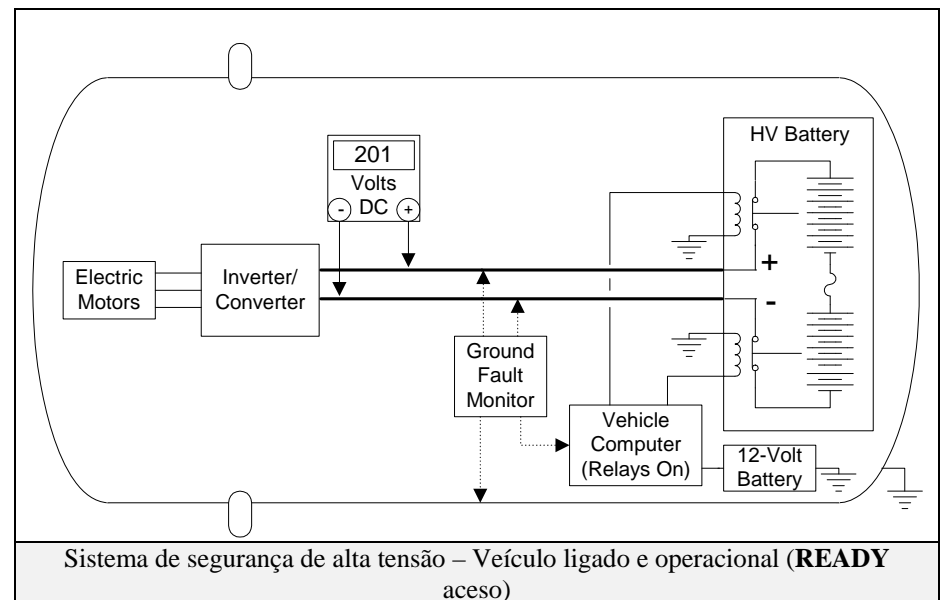 HV Battery
201
Volts
DC
-
+
Electric
Motors
Inverter/
Converter
+
-
Ground
Fault
Monitor
Vehicle
Computer
(Relays On)
12-Volt
Battery
Sistema de segurança de alta tensão – Veículo ligado e operacional (READY
aceso)